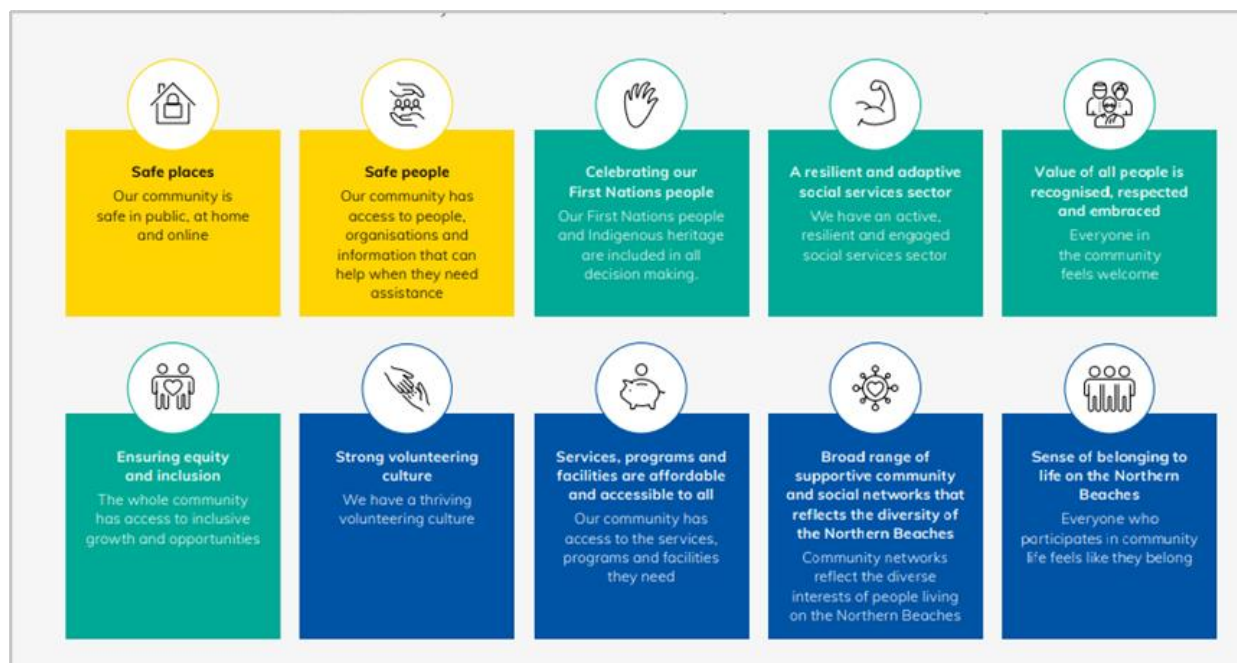 Safe places
Our community is
safe in public, at home
and online
Safe people
Our community has
access to people,
organisations and
information that can
help when they need
assistance
Celebrating our
First Nations people
Our First Nations people
and Indigenous heritage
are included in all
decision making.
A resilient and adaptive
social services sector
We have an active,
resilient and engaged
social services sector
Value of all people is
recognised, respected
and embraced
Everyone in
the community
feels welcome
Ensuring equity
and inclusion
The whole community
has access to inclusive
growth and opportunities
Strong volunteering
culture
We have a thriving
volunteering culture
Services, programs and
facilities are affordable
and accessible to all
Our community has
access to the services,
programs and facilities
they need
Broad range of
supportive community
and social networks that
reflects the diversity of
the Northern Beaches
Community networks
reflect the diverse
interests of people living
on the Northern Beaches
Sense of belonging to
life on the Northern
Beaches
Everyone who
participates in community
life feels like they belong